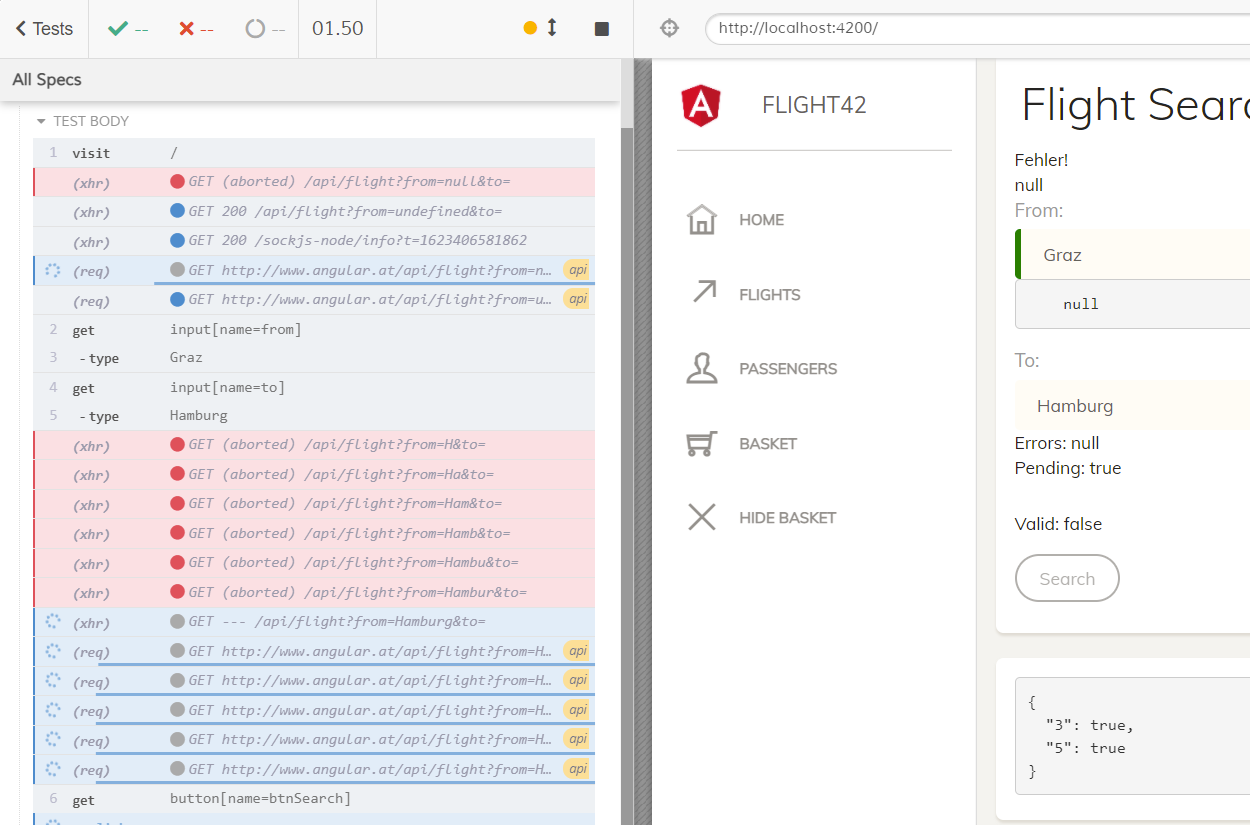 Tests
--
--
--
01.50
http://localhost:4200/
All Specs
TEST BODY
1 visit /
(xhr) GET (aborted) /api/flight?from=null&to=
(xhr) GET 200 /api/flight?from=undefined&to=
(xhr) GET 200 /sockjs-node/info?t=1623406581862
(req) GET http://www.angular.at/api/flight?from=n… api
(req) GET http://www.angular.at/api/flight?from=u… api
2 get input[name=from]
3 -type Graz
4 get input[name=to]
5 -type Hamburg
(xhr) GET (aborted) /api/flight?from=H&to=
(xhr) GET (aborted) /api/flight?from=Ha&to=
(xhr) GET (aborted) /api/flight?from=Ham&to=
(xhr) GET (aborted) /api/flight?from=Hamb&to=
(xhr) GET (aborted) /api/flight?from=Hambu&to=
(xhr) GET (aborted) /api/flight?from=Hambur&to=
(xhr) GET --- /api/flight?from=Hamburg&to=
(req) GET http://www.angular.at/api/flight?from=H… api
(req) GET http://www.angular.at/api/flight?from=H… api
(req) GET http://www.angular.at/api/flight?from=H… api
(req) GET http://www.angular.at/api/flight?from=H… api
(req) GET http://www.angular.at/api/flight?from=H… api
6 get button[name=btnSearch]
A
FLIGHT42
HOME
FLIGHTS
PASSENGERS
BASKET
HIDE BASKET
Flight Sear
Fehler!
null
From:
Graz
null
To:
Hamburg
Errors: null
Pending: true
Valid: false
Search
{
"3": true,
"5": true
}